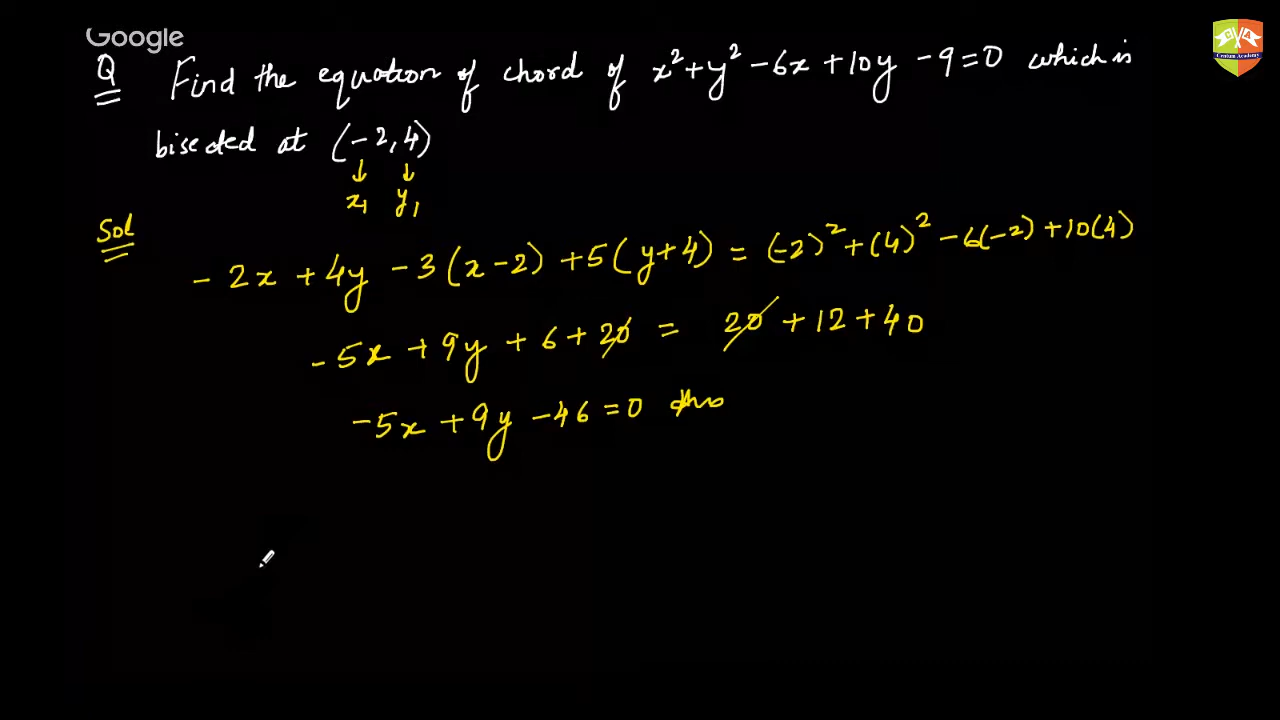 Google
Q Find the equation of chord of x²+y²-6x+10y-9=0 which is
bisected at (-2,4)
↓ ↓
x₁ y₁
Sol
-2x+4y-3(x-2)+5(y+4)=(-2)²+(4)²-6(-2)+10(4)
-5x+9y+6+20=20+12+40
-5x+9y-46=0 Ans